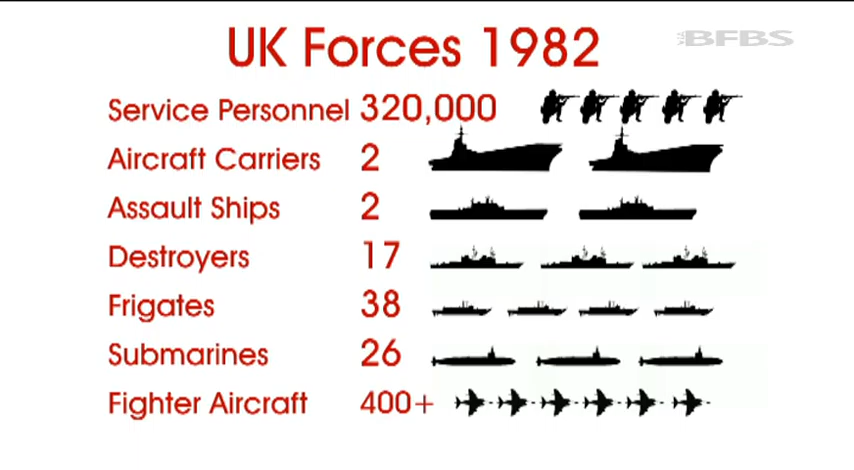 UK Forces 1982
BFBS
Service Personnel 320,000
Aircraft Carriers 2
Assault Ships 2
Destroyers 17
Frigates 38
Submarines 26
Fighter Aircraft 400+